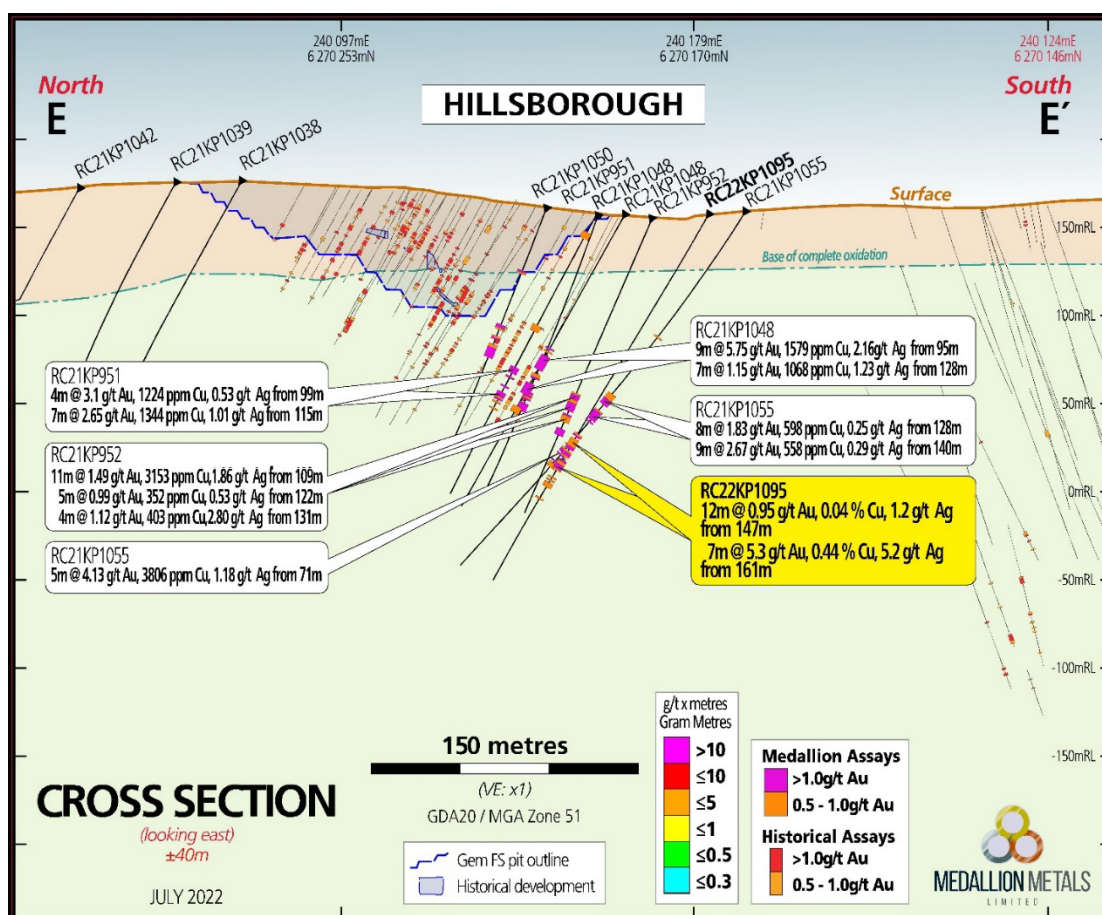 240 097mE
6 270 253mN
240 179mE
6 270 170mN
240 124mE
6 270 146mN
North
E
HILLSBOROUGH
South
E´
RC21KP1042
RC21KP1039
RC21KP1038
RC21KP1050
RC21KP951
RC21KP1048
RC21KP1048
RC21KP952
RC22KP1095
RC21KP1055
Surface
150mRL
Base of complete oxidation
100mRL
RC21KP1048
9m @ 5.75 g/t Au, 1579 ppm Cu, 2.16g/t Ag from 95m
7m @ 1.15 g/t Au, 1068 ppm Cu, 1.23 g/t Ag from 128m
RC21KP951
4m @ 3.1 g/t Au, 1224 ppm Cu, 0.53 g/t Ag from 99m
7m @ 2.65 g/t Au, 1344 ppm Cu, 1.01 g/t Ag from 115m
50mRL
RC21KP1055
8m @ 1.83 g/t Au, 598 ppm Cu, 0.25 g/t Ag from 128m
9m @ 2.67 g/t Au, 558 ppm Cu, 0.29 g/t Ag from 140m
RC21KP952
11m @ 1.49 g/t Au, 3153 ppm Cu,1.86 g/t Ag from 109m
5m @ 0.99 g/t Au, 352 ppm Cu, 0.53 g/t Ag from 122m
4m @ 1.12 g/t Au, 403 ppm Cu,2.80 g/t Ag from 131m
0mRL
RC22KP1095
12m @ 0.95 g/t Au, 0.04 % Cu, 1.2 g/t Ag
from 147m
7m @ 5.3 g/t Au, 0.44 % Cu, 5.2 g/t Ag
from 161m
RC21KP1055
5m @ 4.13 g/t Au, 3806 ppm Cu, 1.18 g/t Ag from 71m
-50mRL
-100mRL
-150mRL
CROSS SECTION
(looking east)
±40m
JULY 2022
150 metres
(VE: x1)
GDA20 / MGA Zone 51
Gem FS pit outline
Historical development
g/t x metres
Gram Metres
>10
≤10
≤5
≤1
≤0.5
≤0.3
Medallion Assays
>1.0g/t Au
0.5 - 1.0g/t Au
Historical Assays
>1.0g/t Au
0.5 - 1.0g/t Au
MEDALLION METALS
LIMITED